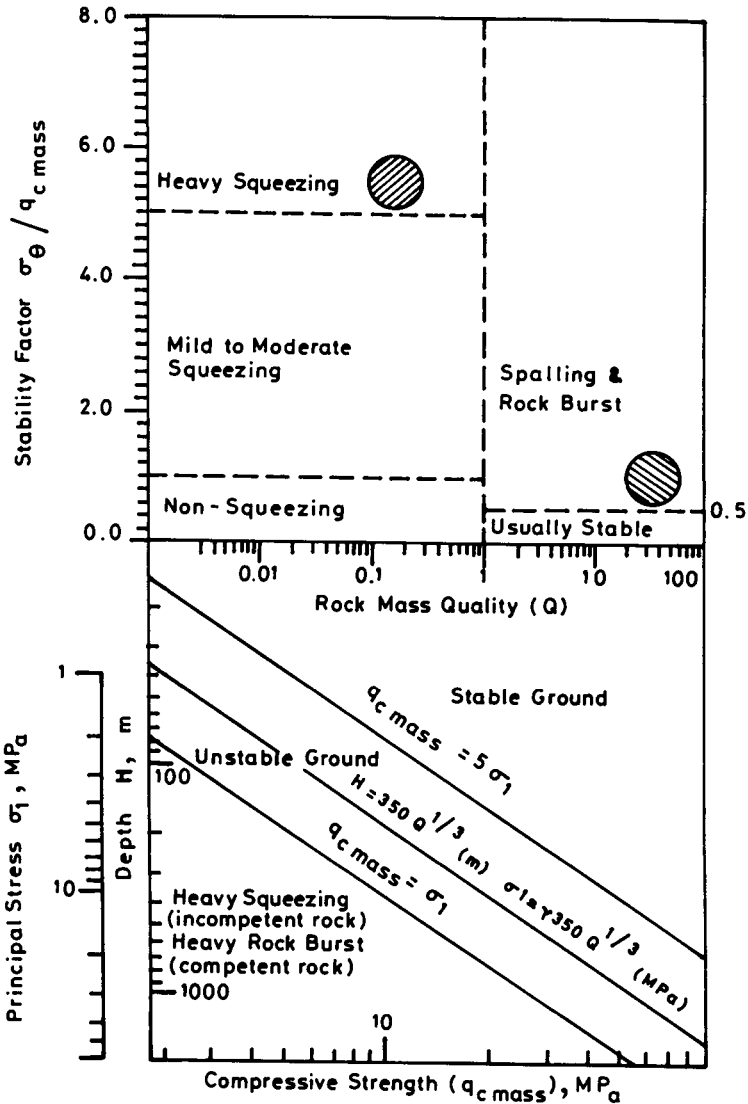 8.0
6.0
4.0
2.0
0.0
Stability Factor σθ / qc mass
Heavy Squeezing
Mild to Moderate
Squeezing
Non-Squeezing
Spalling &
Rock Burst
0.5
Usually Stable
0.01
0.1
1
10
100
Rock Mass Quality (Q)
Stable Ground
qc mass = 5σ1
Unstable Ground
H = 350 Q^1/3 (m) σ1 = γ350 Q^1/3 (MPa)
qc mass = σ1
Heavy Squeezing
(incompetent rock)
Heavy Rock Burst
(competent rock)
1
10
Principal Stress σ1, MPa
100
1000
Depth H, m
10
Compressive Strength (qc mass), MPa